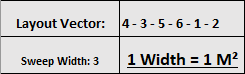 Layout Vector: 4 - 3 - 5 - 6 - 1 - 2
Sweep Width: 3 1 Width = 1 M²